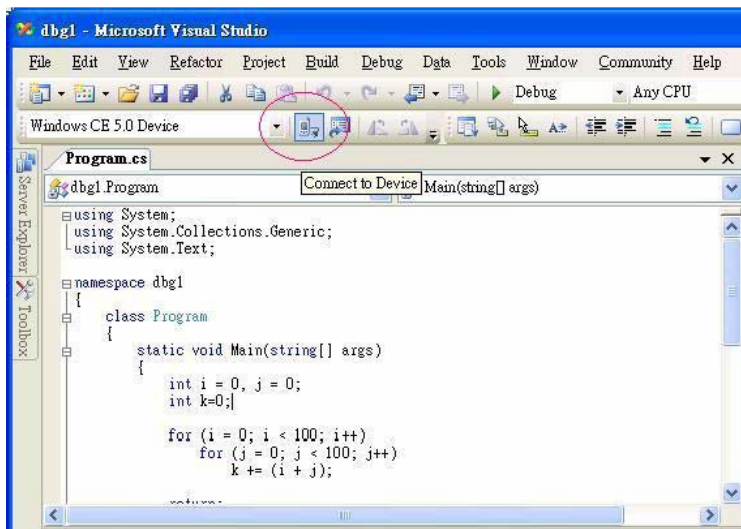 dbg1 - Microsoft Visual Studio
File Edit View Refactor Project Build Debug Data Tools Window Community Help
Debug Any CPU
Windows CE 5.0 Device
Program.cs
Connect to Device
dbg1.Program Main(string[] args)
Server Explorer
Toolbox
using System;
using System.Collections.Generic;
using System.Text;
namespace dbg1
{
class Program
{
static void Main(string[] args)
{
int i = 0, j = 0;
int k=0;
for (i = 0; i < 100; i++)
for (j = 0; j < 100; j++)
k += (i + j);